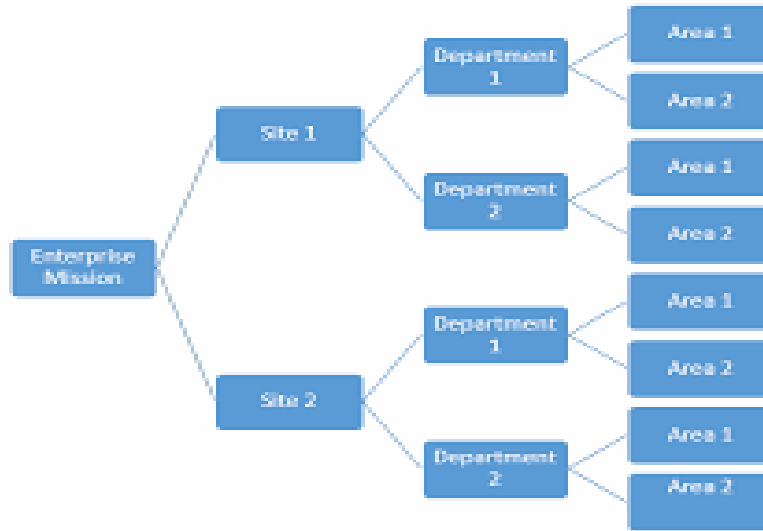 Enterprise
Mission
Site 1
Department
1
Area 1
Area 2
Department
2
Area 1
Area 2
Site 2
Department
1
Area 1
Area 2
Department
2
Area 1
Area 2